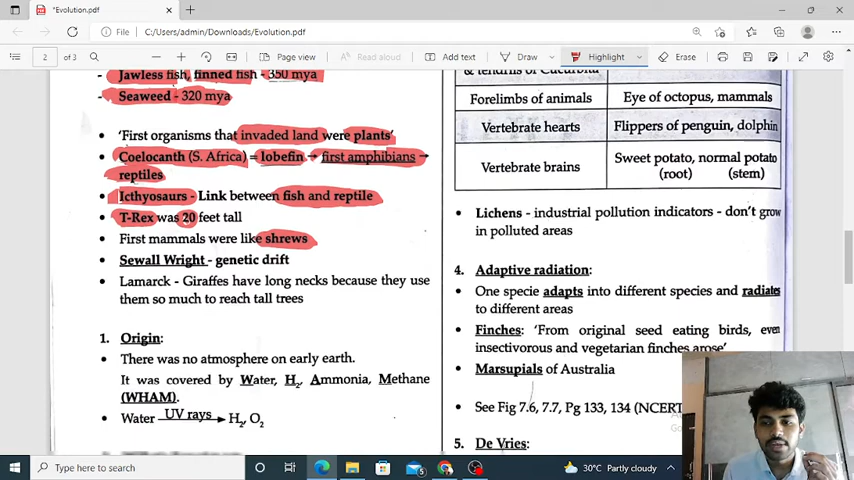 *Evolution.pdf
File
C:/Users/admin/Downloads/Evolution.pdf
2 of 3
Page view
Read aloud
Add text
Draw
Highlight
Erase
- Jawless fish, finned fish - 350 mya
- Seaweed - 320 mya
• 'First organisms that invaded land were plants'
• Coelocanth (S. Africa) = lobefin → first amphibians →
reptiles
• Icthyosaurs - Link between fish and reptile
• T-Rex was 20 feet tall
• First mammals were like shrews
• Sewall Wright - genetic drift
• Lamarck - Giraffes have long necks because they use
them so much to reach tall trees
1. Origin:
• There was no atmosphere on early earth.
It was covered by Water, H2, Ammonia, Methane
(WHAM).
• Water UV rays → H2, O2
& tendrils of Cucurbita
Forelimbs of animals Eye of octopus, mammals
Vertebrate hearts Flippers of penguin, dolphin
Vertebrate brains Sweet potato, normal potato
(root) (stem)
• Lichens - industrial pollution indicators - don't grow
in polluted areas
4. Adaptive radiation:
• One specie adapts into different species and radiates
to different areas
• Finches: 'From original seed eating birds, even
insectivorous and vegetarian finches arose'
• Marsupials of Australia
• See Fig 7.6, 7.7, Pg 133, 134 (NCERT
5. De Vries:
Type here to search
30°C Partly cloudy